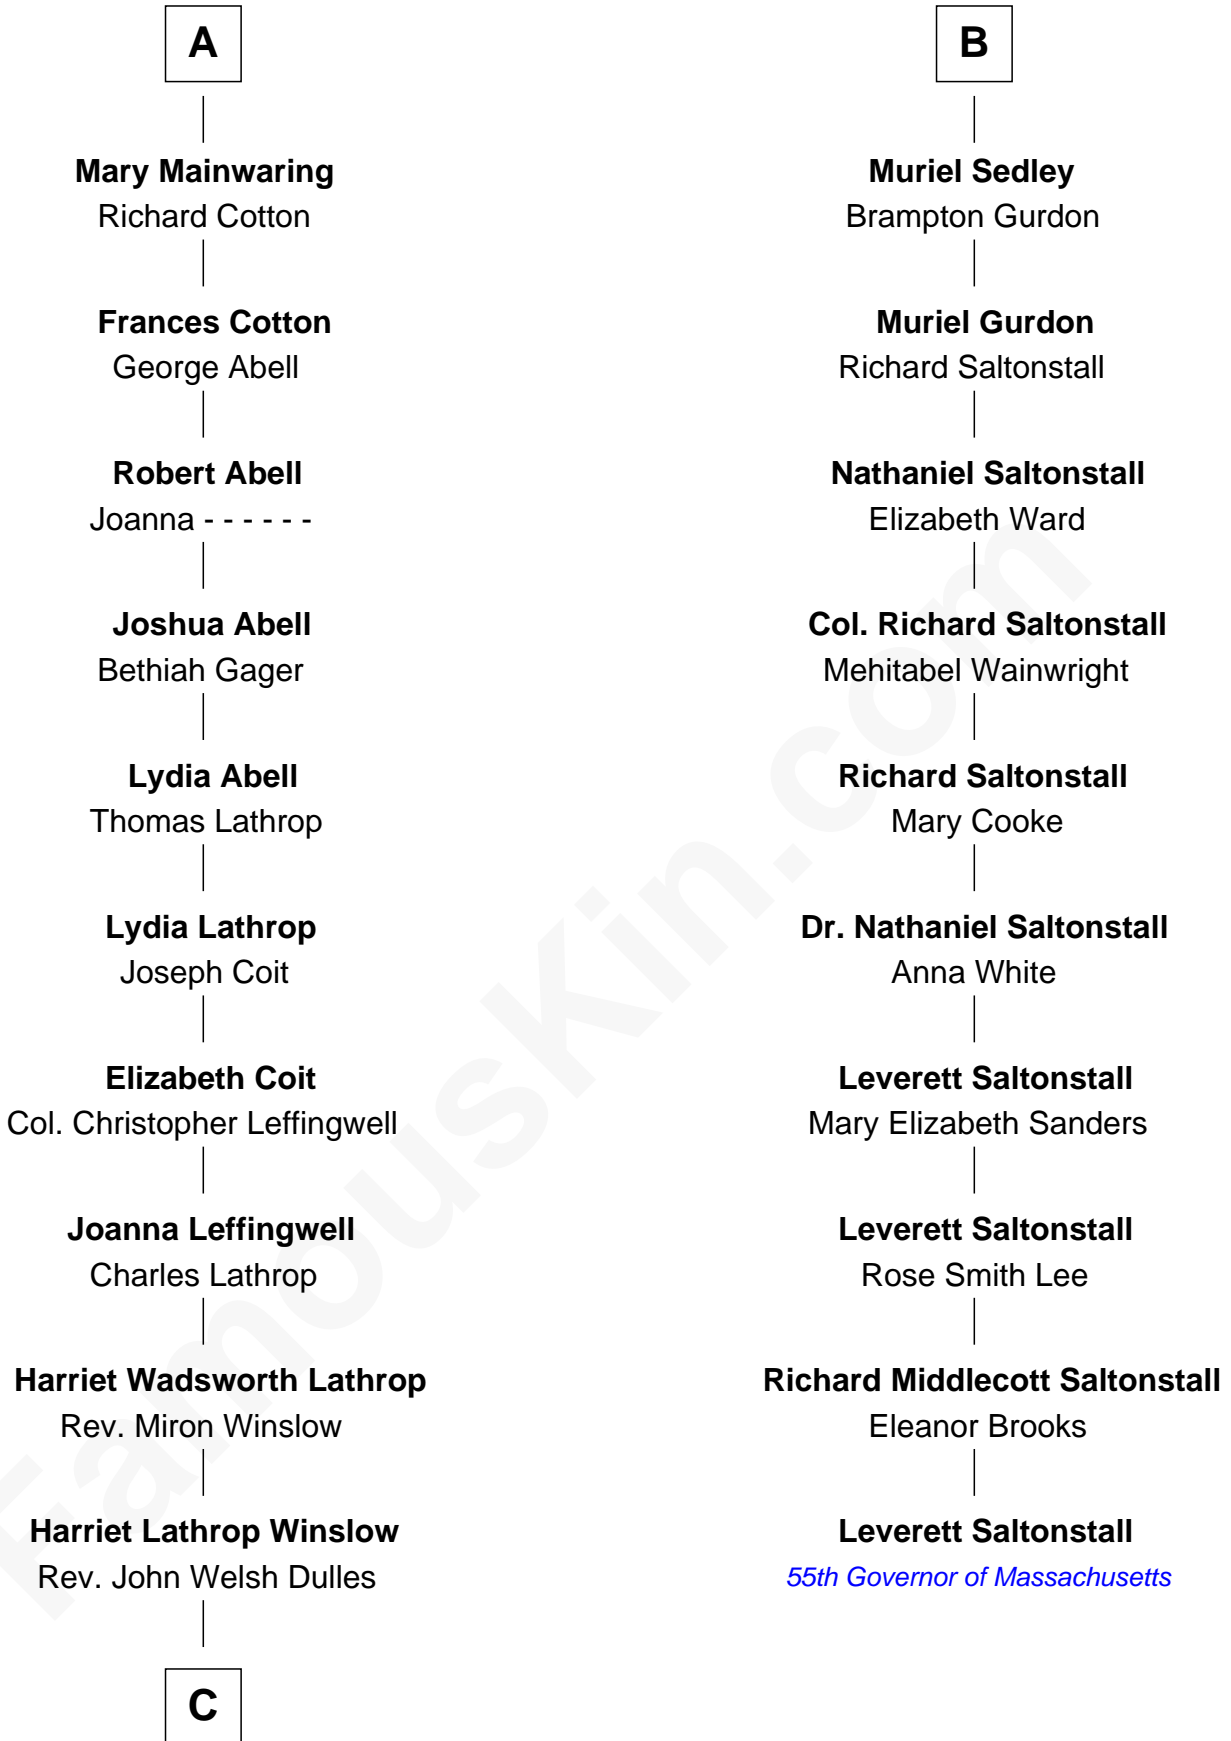 A
Mary Mainwaring
Richard Cotton
Frances Cotton
George Abell
Robert Abell
Joanna - - - - - -
Joshua Abell
Bethiah Gager
Lydia Abell
Thomas Lathrop
Lydia Lathrop
Joseph Coit
Elizabeth Coit
Col. Christopher Leffingwell
Joanna Leffingwell
Charles Lathrop
Harriet Wadsworth Lathrop
Rev. Miron Winslow
Harriet Lathrop Winslow
Rev. John Welsh Dulles
C
B
Muriel Sedley
Brampton Gurdon
Muriel Gurdon
Richard Saltonstall
Nathaniel Saltonstall
Elizabeth Ward
Col. Richard Saltonstall
Mehitabel Wainwright
Richard Saltonstall
Mary Cooke
Dr. Nathaniel Saltonstall
Anna White
Leverett Saltonstall
Mary Elizabeth Sanders
Leverett Saltonstall
Rose Smith Lee
Richard Middlecott Saltonstall
Eleanor Brooks
Leverett Saltonstall
55th Governor of Massachusetts
FamousKin.com